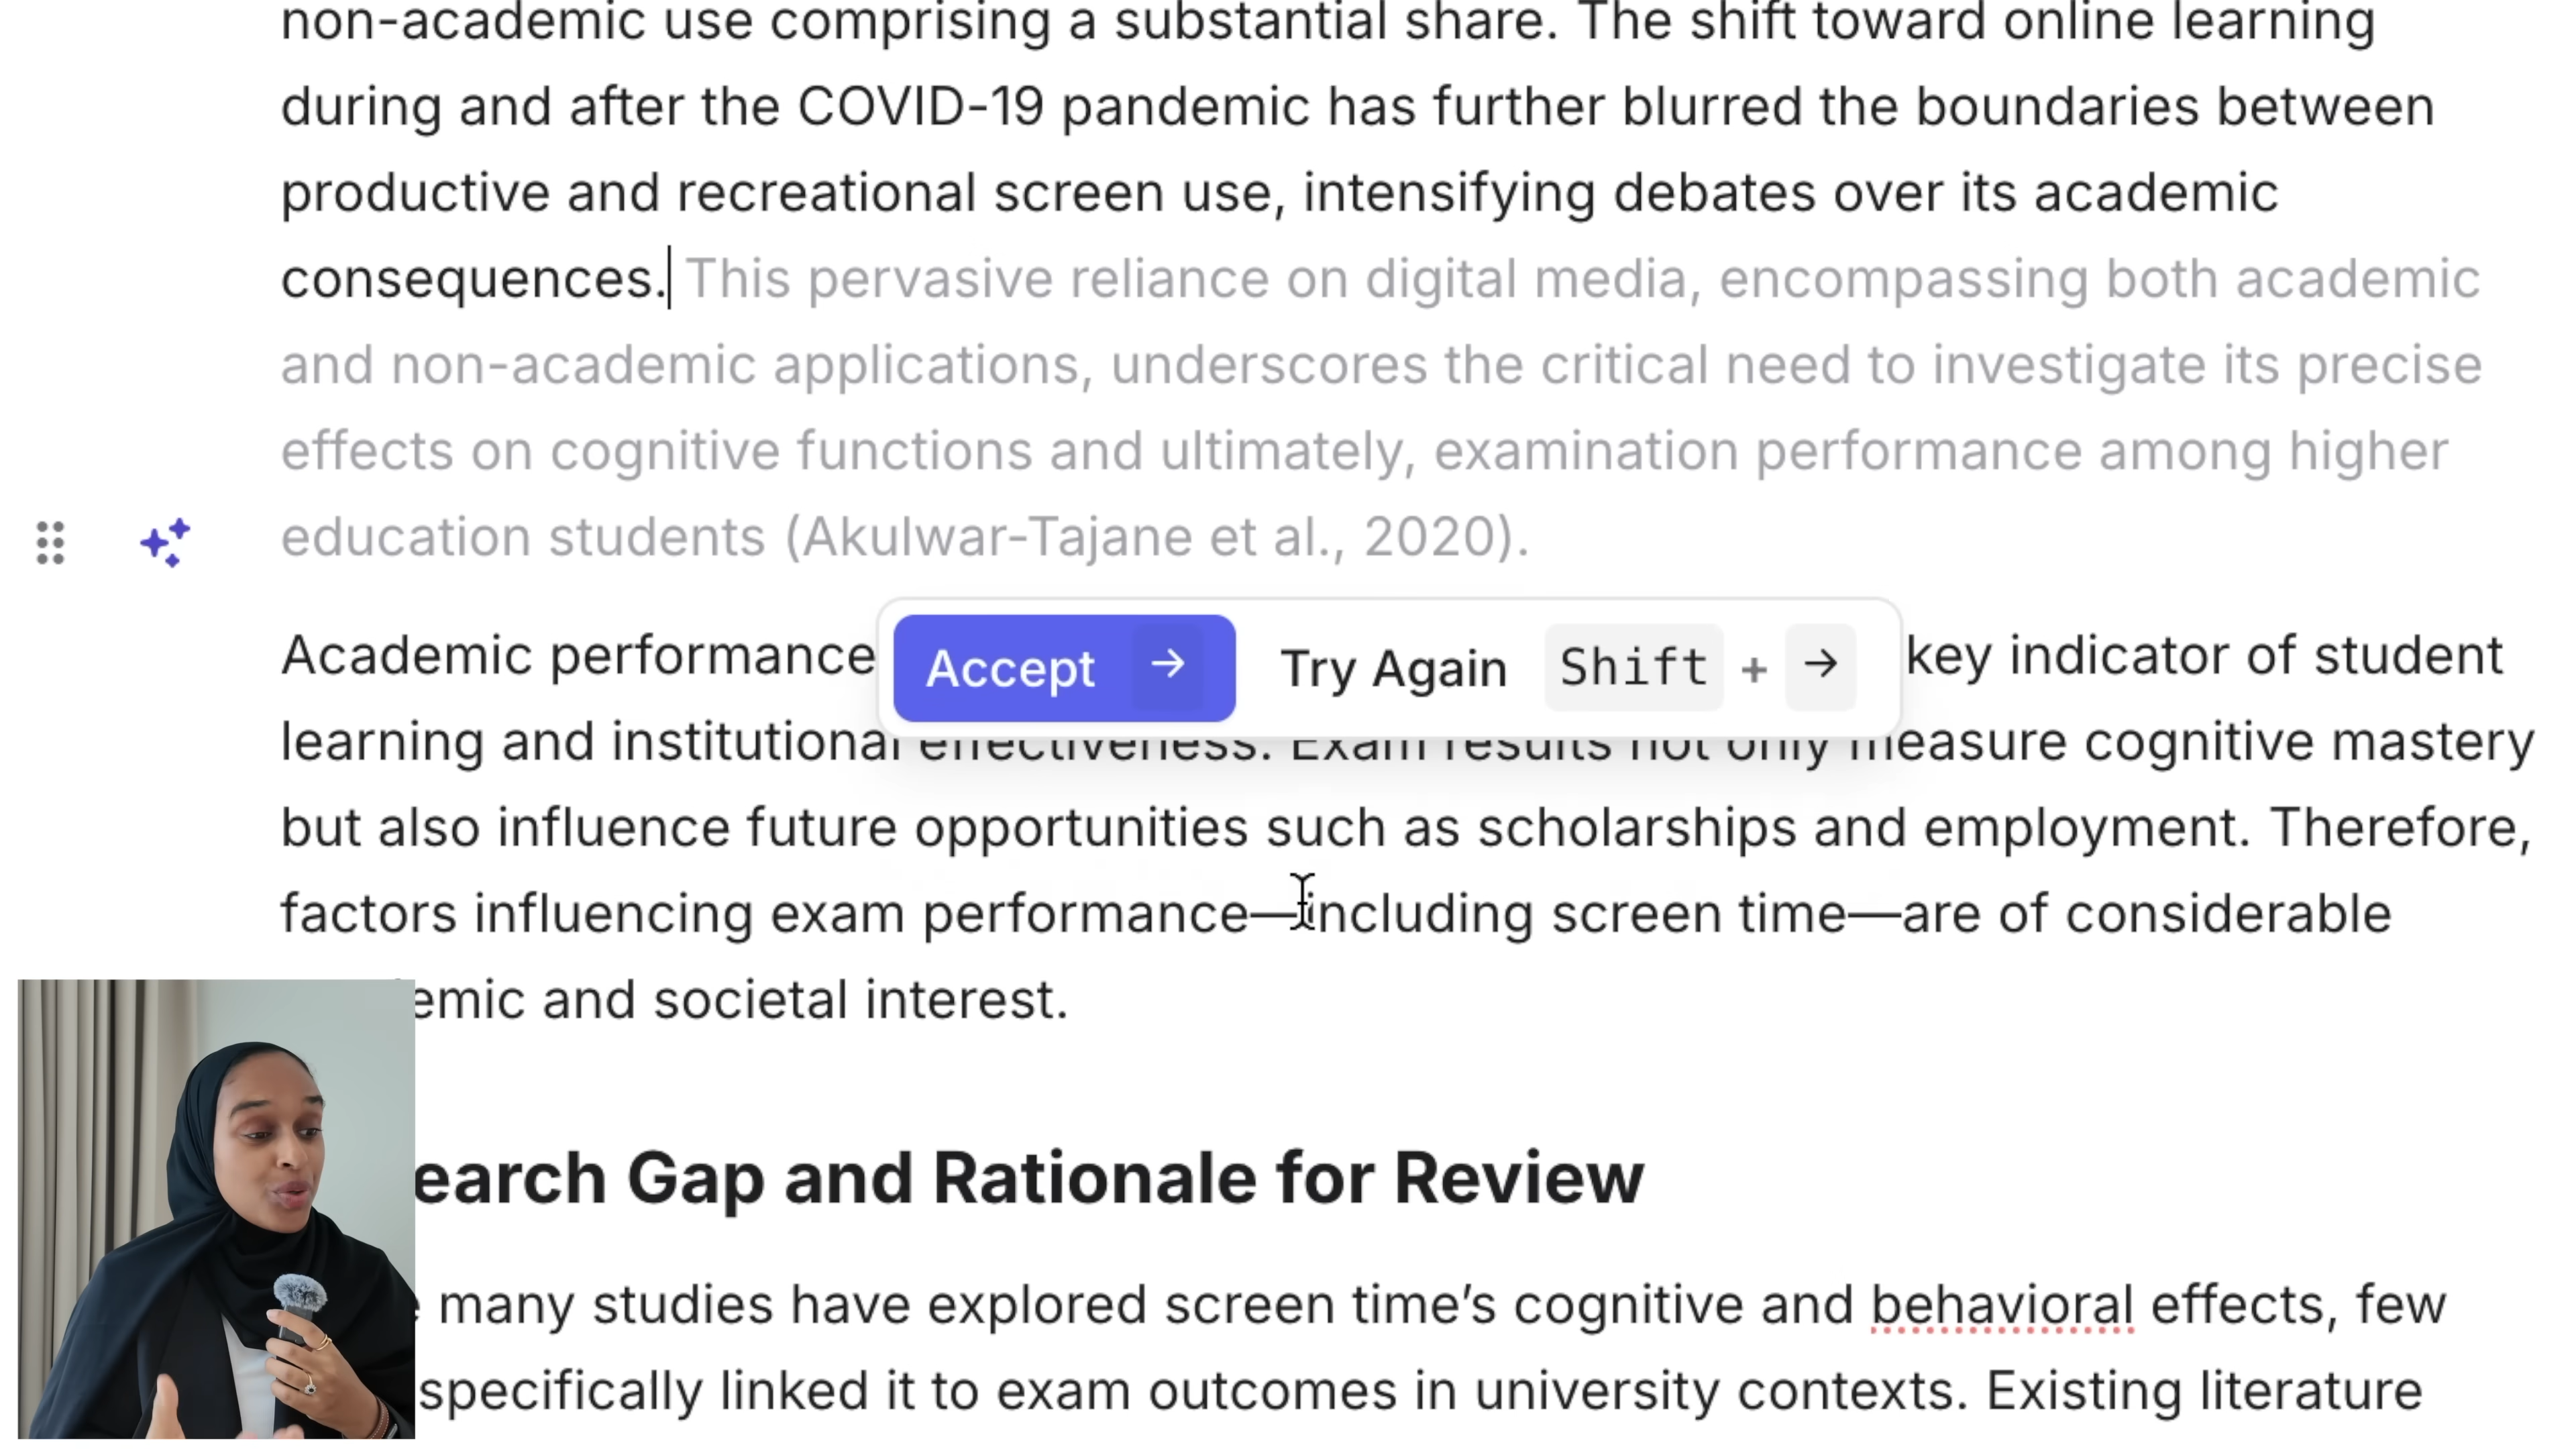 non-academic use comprising a substantial share. The shift toward online learning
during and after the COVID-19 pandemic has further blurred the boundaries between
productive and recreational screen use, intensifying debates over its academic
consequences. This pervasive reliance on digital media, encompassing both academic
and non-academic applications, underscores the critical need to investigate its precise
effects on cognitive functions and ultimately, examination performance among higher
education students (Akulwar-Tajane et al., 2020).
Accept → Try Again Shift + →
Academic performance key indicator of student
learning and institutional effectiveness. Exam results not only measure cognitive mastery
but also influence future opportunities such as scholarships and employment. Therefore,
factors influencing exam performance—including screen time—are of considerable
emic and societal interest.
earch Gap and Rationale for Review
many studies have explored screen time’s cognitive and behavioral effects, few
specifically linked it to exam outcomes in university contexts. Existing literature